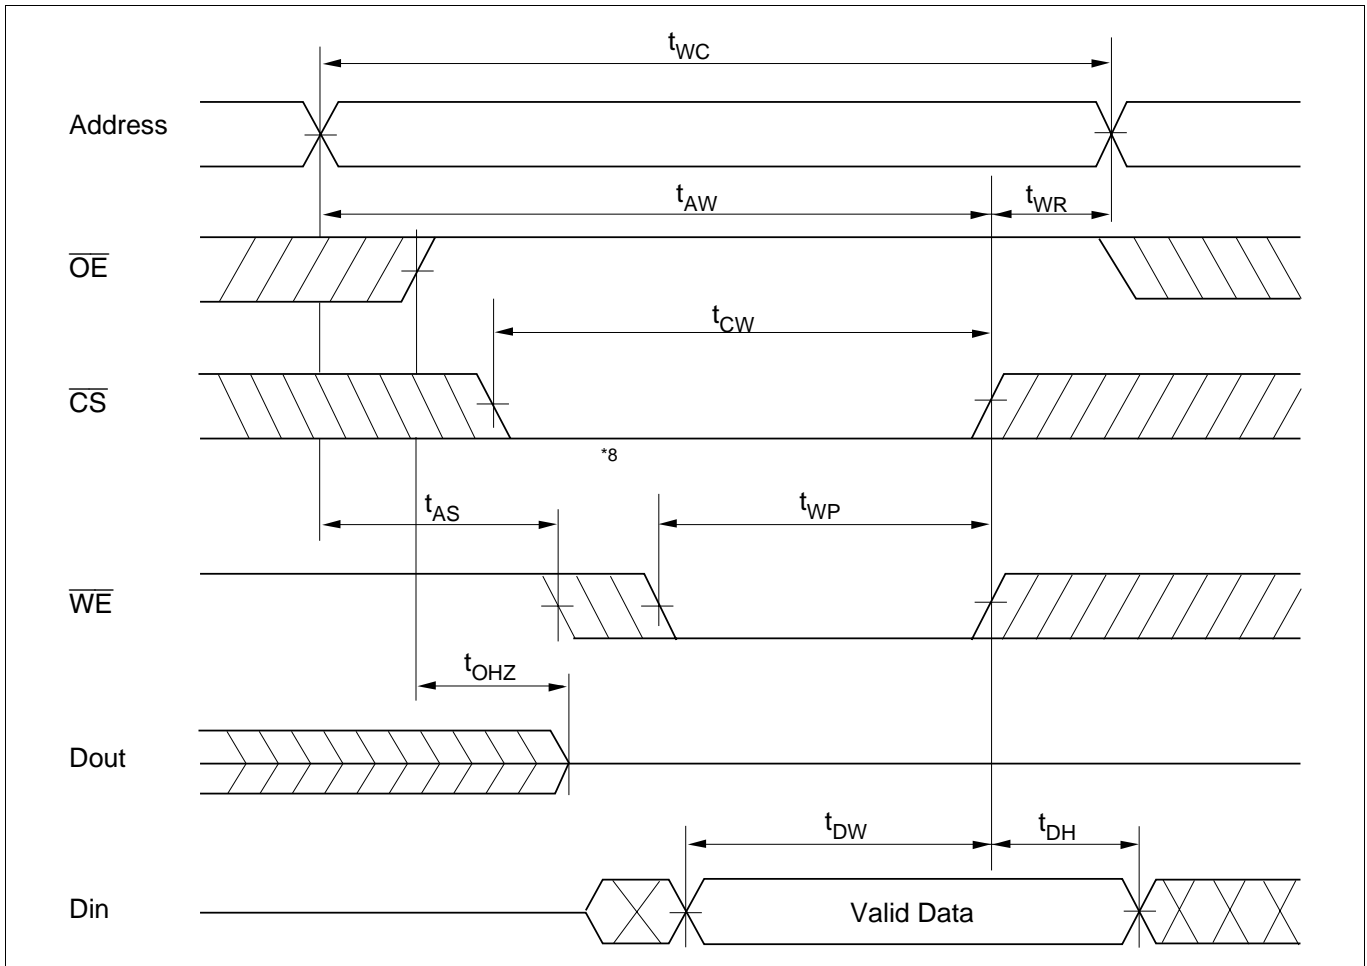 tWC
Address
tAW
tWR
OE
tCW
CS
*8
tAS
tWP
WE
tOHZ
Dout
tDW
tDH
Din
Valid Data